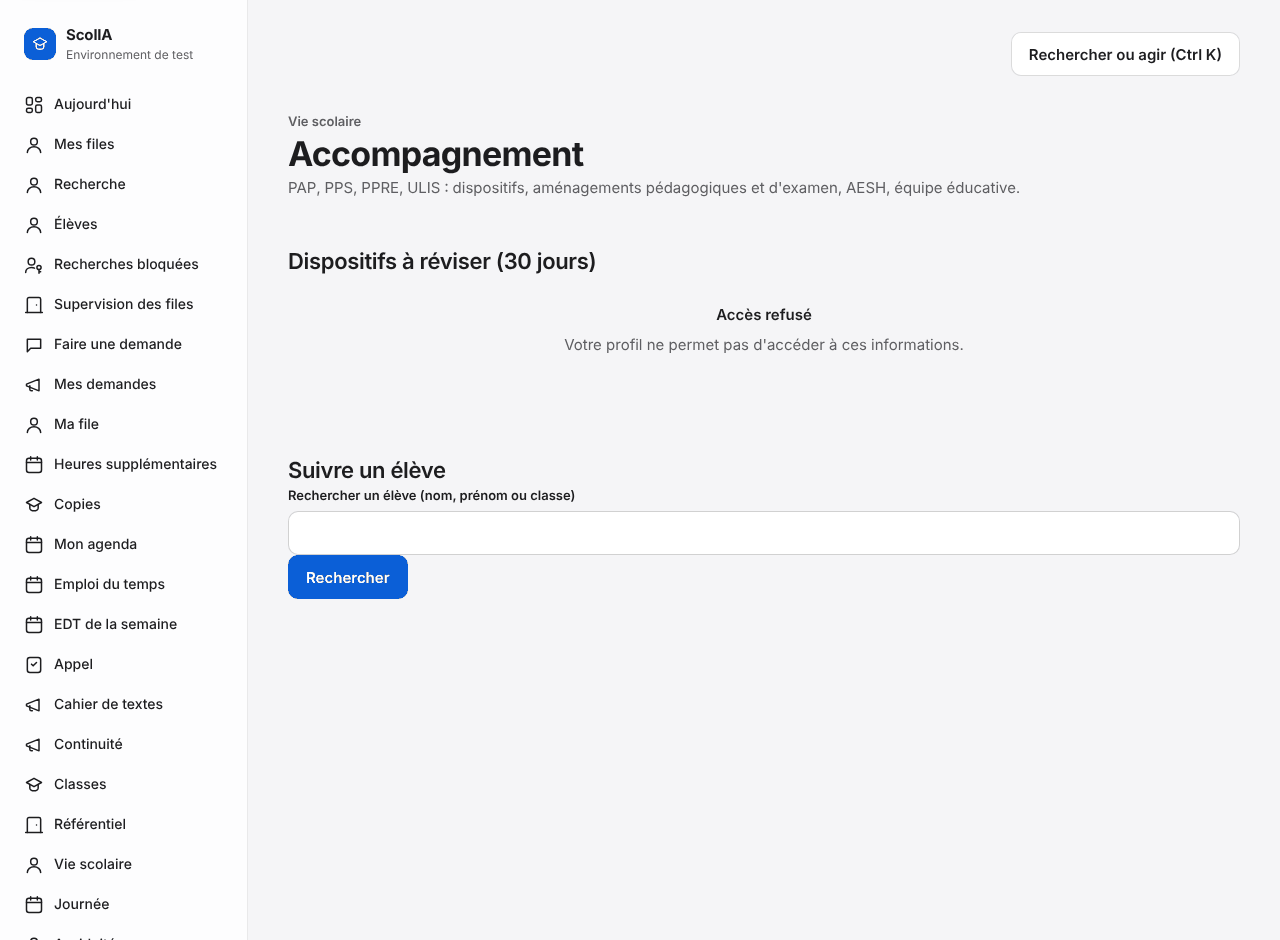 ScolIA
Environnement de test
Aujourd'hui
Mes files
Recherche
Élèves
Recherches bloquées
Supervision des files
Faire une demande
Mes demandes
Ma file
Heures supplémentaires
Copies
Mon agenda
Emploi du temps
EDT de la semaine
Appel
Cahier de textes
Continuité
Classes
Référentiel
Vie scolaire
Journée
Rechercher ou agir (Ctrl K)
Vie scolaire
Accompagnement
PAP, PPS, PPRE, ULIS : dispositifs, aménagements pédagogiques et d'examen, AESH, équipe éducative.
Dispositifs à réviser (30 jours)
Accès refusé
Votre profil ne permet pas d'accéder à ces informations.
Suivre un élève
Rechercher un élève (nom, prénom ou classe)
Rechercher